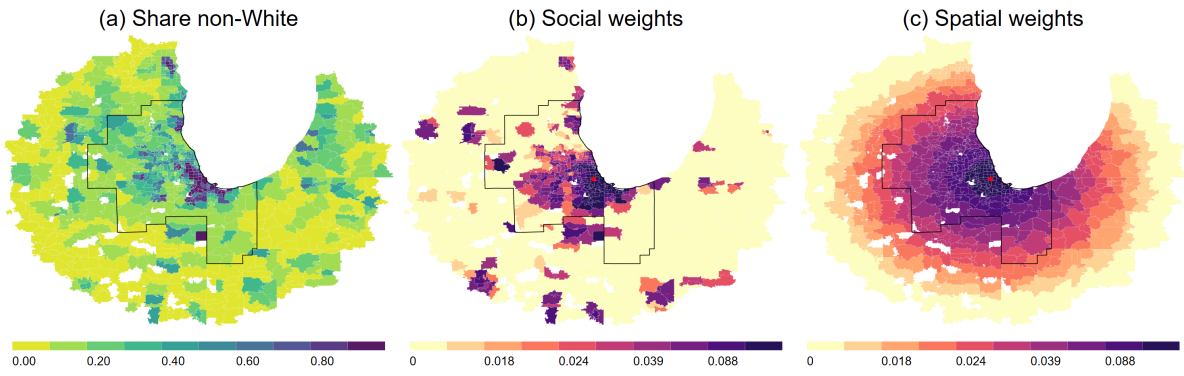 (a) Share non-White
(b) Social weights
(c) Spatial weights
0.00 0.20 0.40 0.60 0.80
0 0.018 0.024 0.039 0.088
0 0.018 0.024 0.039 0.088